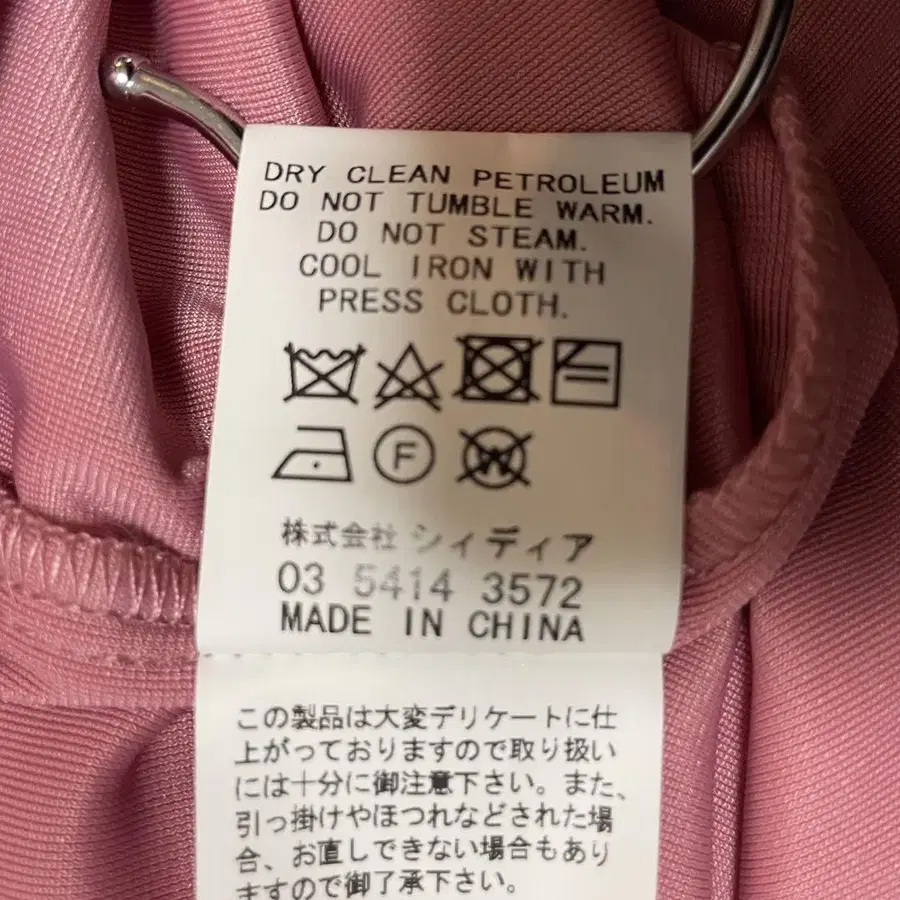 DRY CLEAN PETROLEUM
DO NOT TUMBLE WARM.
DO NOT STEAM.
COOL IRON WITH
PRESS CLOTH.
F
W
株式会社 シィディア
03 5414 3572
MADE IN CHINA
この製品は大変デリケートに仕
上がっておりますので取り扱い
には十分に御注意下さい。また、
引っ掛けやほつれなどされた場
合、お直しできない場合もあり
ますので御了承下さい。